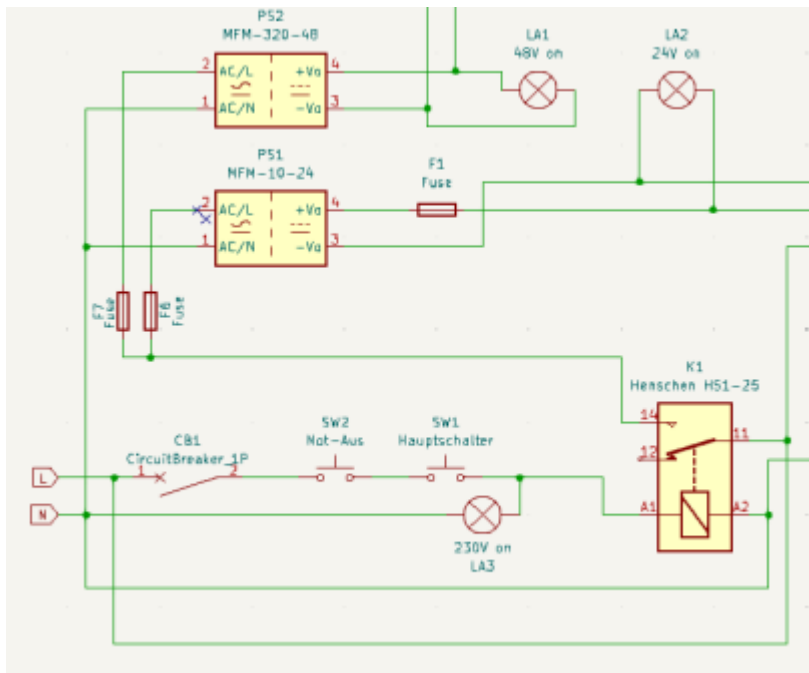 PS2
MFM-320-48
2
AC/L
+Vo
4
1
AC/N
-Vo
3
LA1
48V on
LA2
24V on
PS1
MFM-10-24
2
AC/L
+Vo
4
1
AC/N
-Vo
3
F1
Fuse
F7
Fuse
Fuse
K1
Henschen HS1-25
14
12
11
A1
A2
CB1
CircuitBreaker_1P
1
2
SW2
Not-Aus
SW1
Hauptschalter
L
N
230V on
LA3